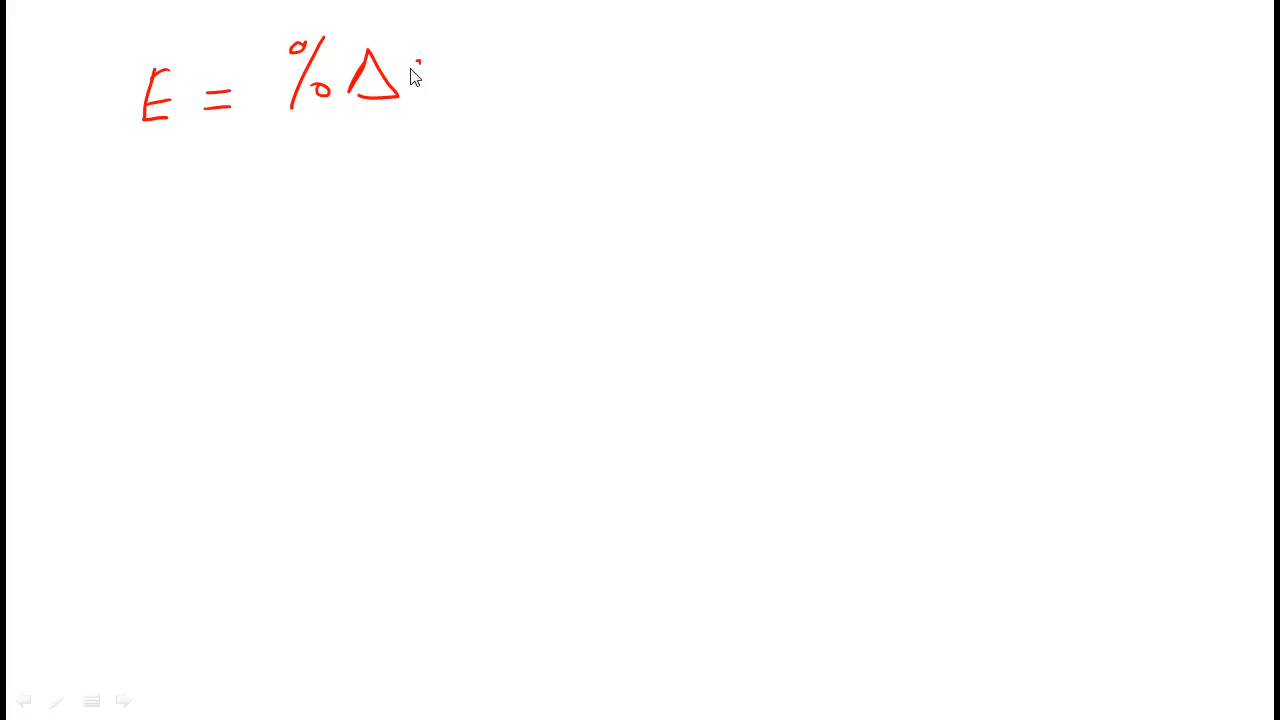 E = % Δ